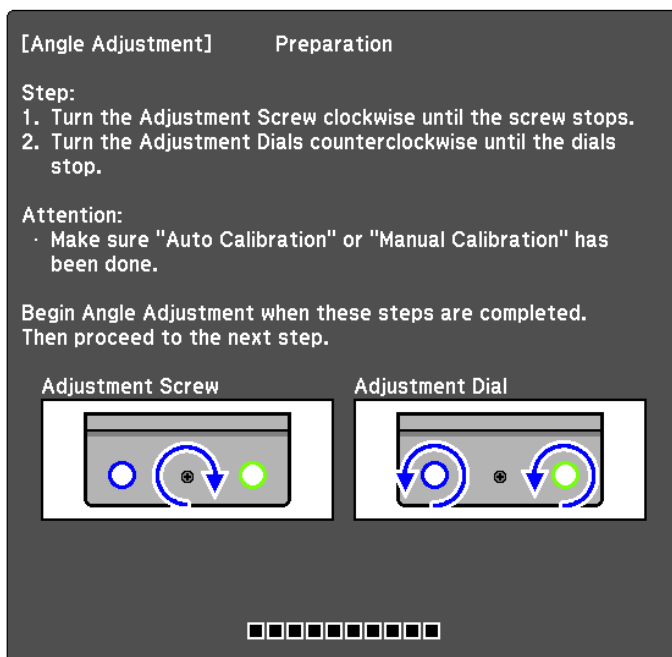 [Angle Adjustment] Preparation
Step:
1. Turn the Adjustment Screw clockwise until the screw stops.
2. Turn the Adjustment Dials counterclockwise until the dials
stop.
Attention:
· Make sure "Auto Calibration" or "Manual Calibration" has
been done.
Begin Angle Adjustment when these steps are completed.
Then proceed to the next step.
Adjustment Screw
Adjustment Dial